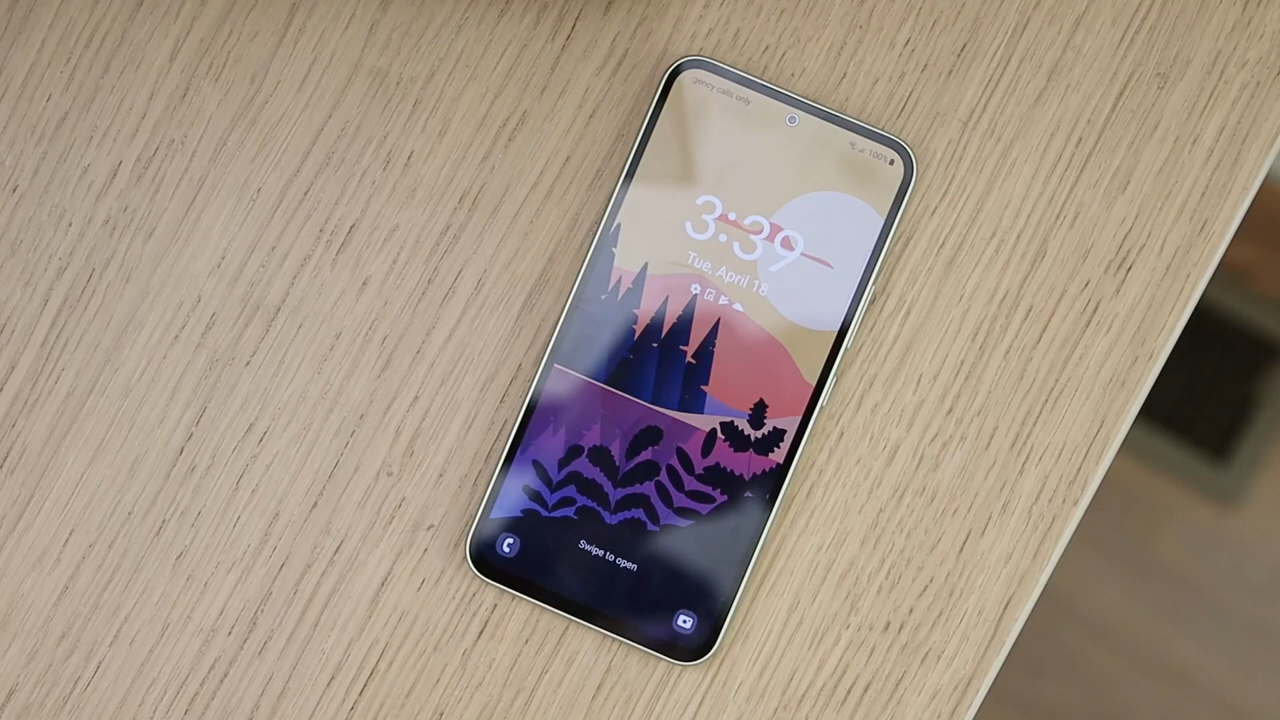 gency calls only
100%
3:39
Tue, April 18
Swipe to open